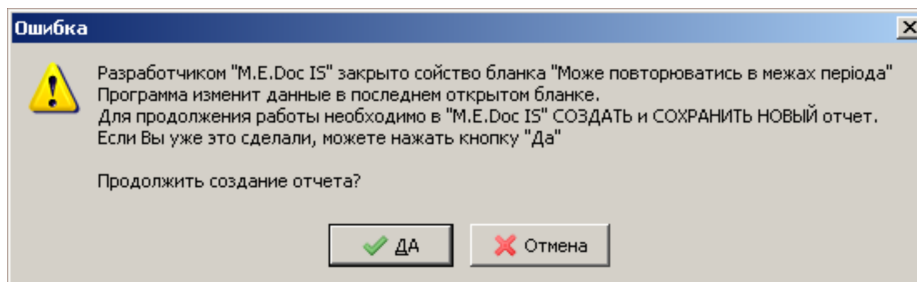 Ошибка
Разработчиком "M.E.Doc IS" закрыто сойство бланка "Може повторюватись в межах періода"
Программа изменит данные в последнем открытом бланке.
Для продолжения работы необходимо в "M.E.Doc IS" СОЗДАТЬ и СОХРАНИТЬ НОВЫЙ отчет.
Если Вы уже это сделали, можете нажать кнопку "Да"
Продолжить создание отчета?
ДА
Отмена